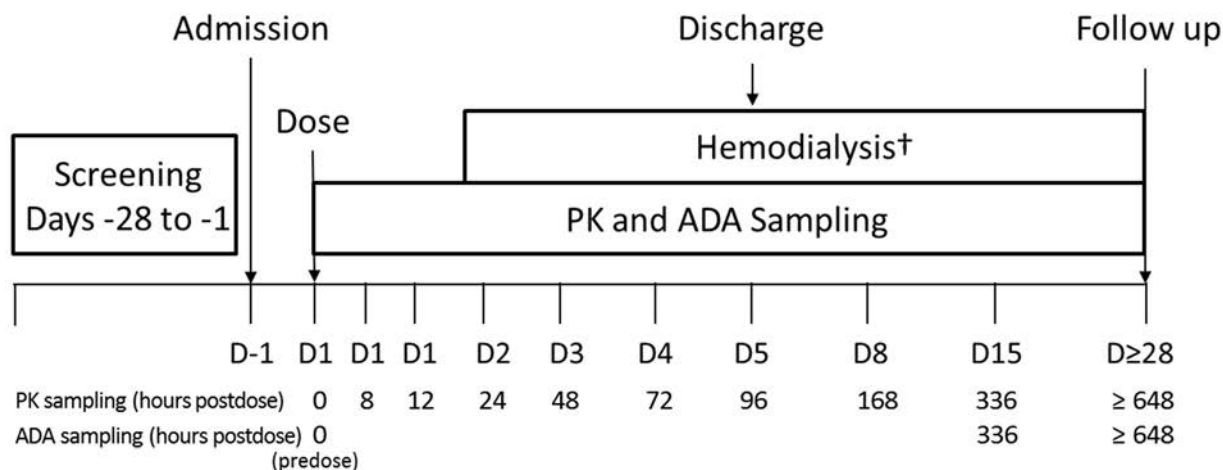 Admission Discharge Follow up
Dose
Hemodialysis†
Screening
Days -28 to -1
PK and ADA Sampling
D-1 D1 D1 D1 D2 D3 D4 D5 D8 D15 D≥28
PK sampling (hours postdose) 0 8 12 24 48 72 96 168 336 ≥ 648
ADA sampling (hours postdose) 0 336 ≥ 648
(predose)